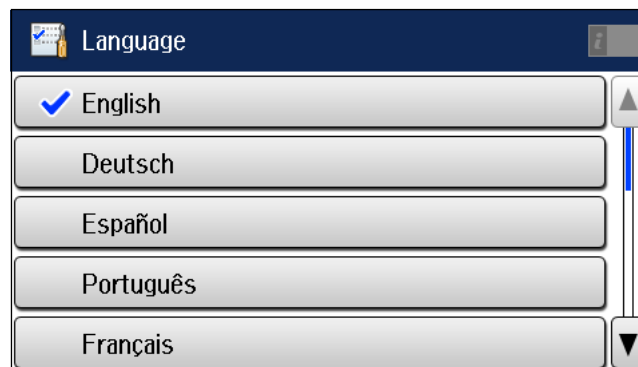 Language
i
English
Deutsch
Español
Português
Français